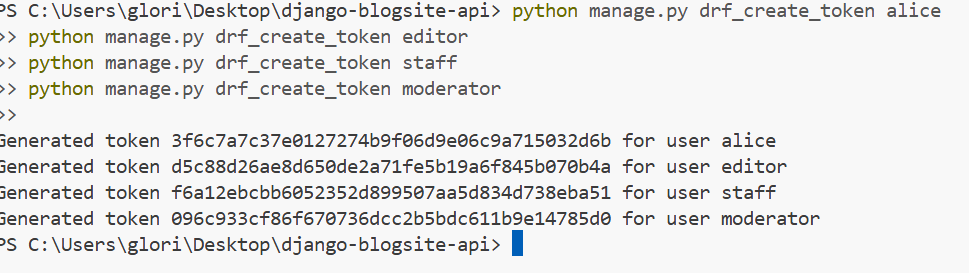 PS C:\Users\glori\Desktop\django-blogsite-api> python manage.py drf_create_token alice
>> python manage.py drf_create_token editor
>> python manage.py drf_create_token staff
>> python manage.py drf_create_token moderator
>>
Generated token 3f6c7a7c37e0127274b9f06d9e06c9a715032d6b for user alice
Generated token d5c88d26ae8d650de2a71fe5b19a6f845b070b4a for user editor
Generated token f6a12ebcbb6052352d899507aa5d834d738eba51 for user staff
Generated token 096c933cf86f670736dcc2b5bdc611b9e14785d0 for user moderator
PS C:\Users\glori\Desktop\django-blogsite-api>